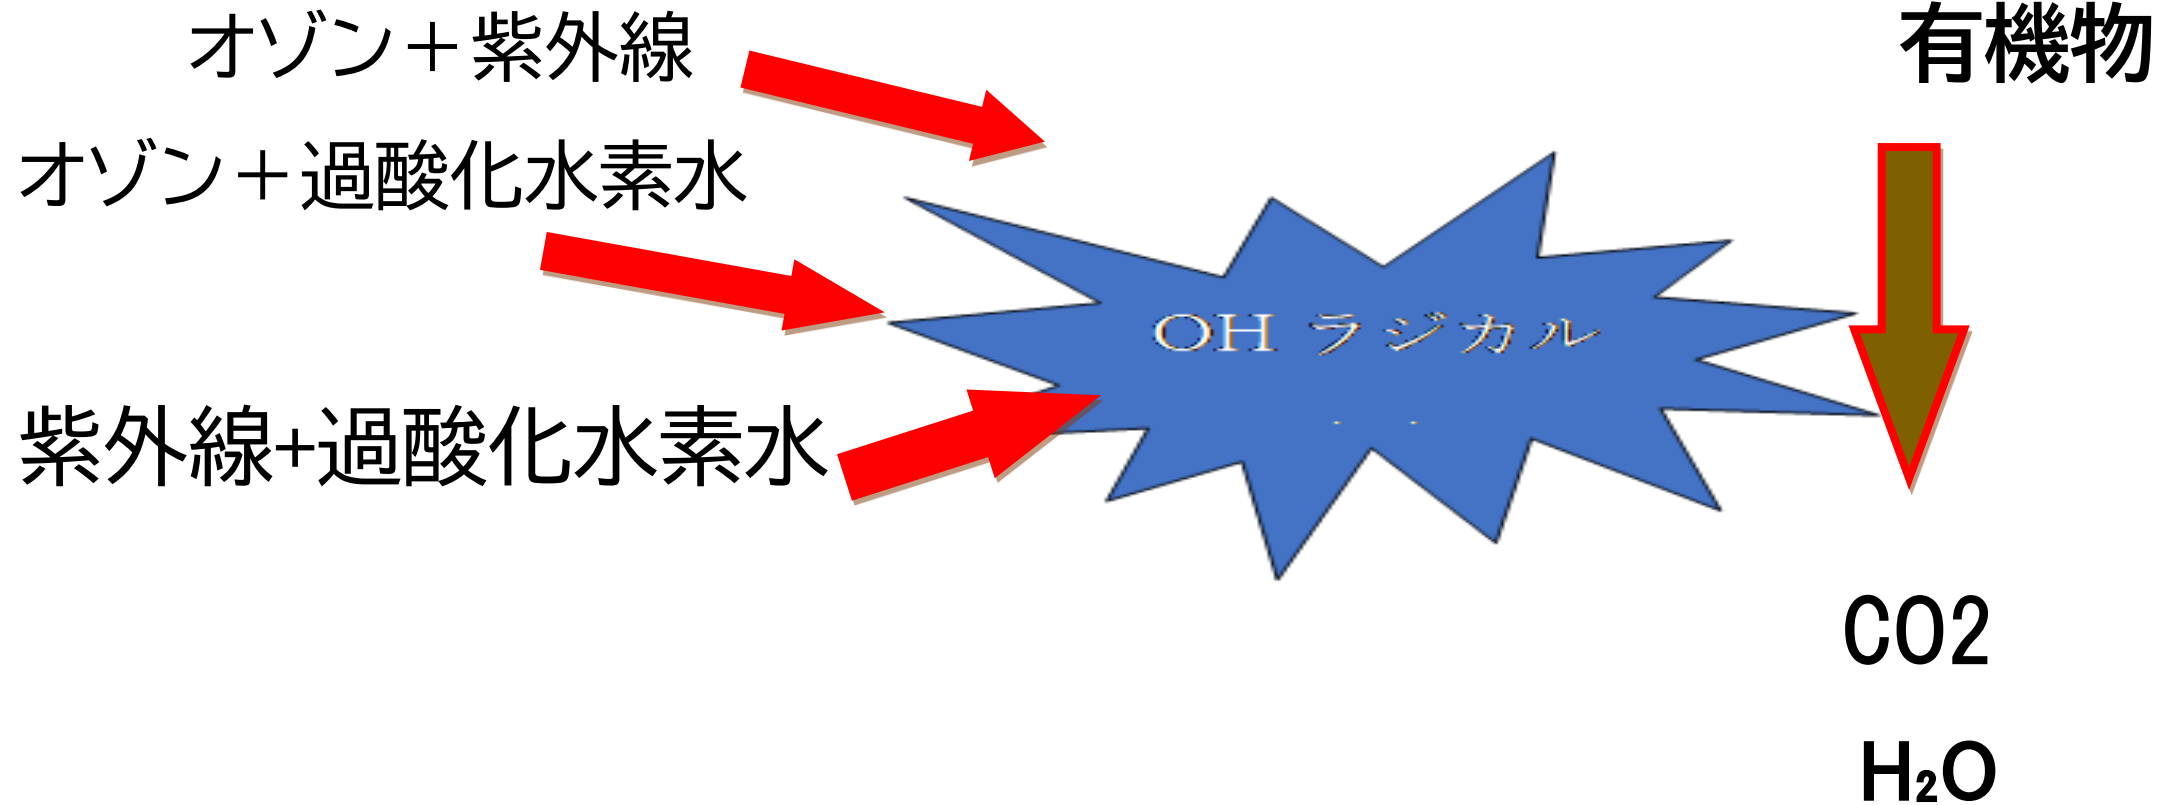 オゾン＋紫外線
有機物
オゾン＋過酸化水素水
OH ラジカル
紫外線+過酸化水素水
CO2
H₂O